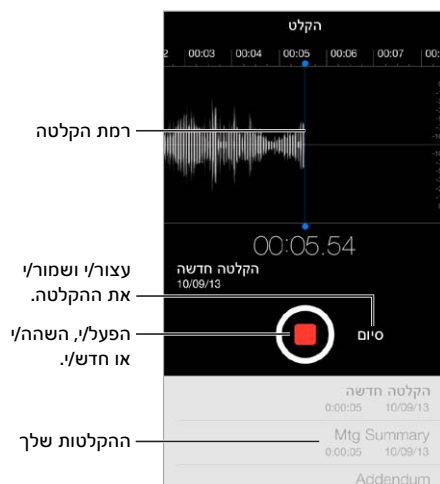 הקלט
2 00:03 00:04 00:05 00:06 00:07 00:
רמת הקלטה
00:05.54
הקלטה חדשה
10/09/13
עצור/י ושמור/י
את ההקלטה.
סיום
הפעל/י, השהה/י
או חדש/י.
הקלטה חדשה
10/09/13 0:00:05
ההקלטות שלך
Mtg Summary
10/09/13 0:00:05
Addendum